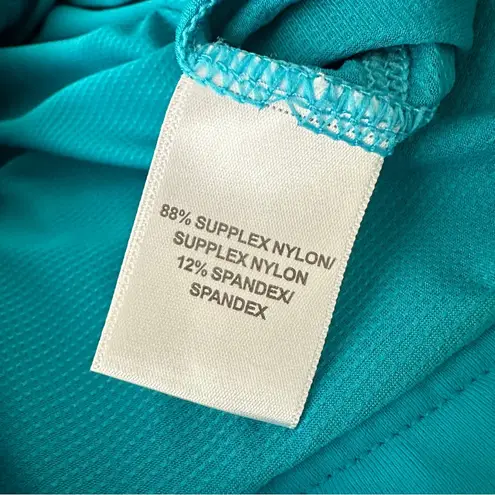 88% SUPPLEX NYLON/
SUPPLEX NYLON
12% SPANDEX/
SPANDEX